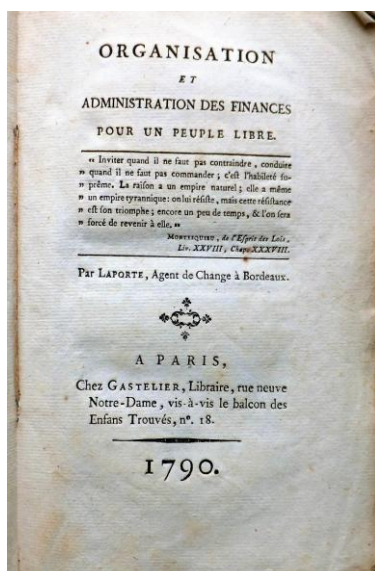 ORGANISATION
ET
ADMINISTRATION DES FINANCES
POUR UN PEUPLE LIBRE.
« Inviter quand il ne faut pas contraindre, conduire
» quand il ne faut pas commander ; c'est l'habileté su-
» prême. La raison a un empire naturel ; elle a même
» un empire tyrannique : on lui résiste, mais cette résistance
» est son triomphe ; encore un peu de temps, & l'on sera
» forcé de revenir à elle. »
MONTESQUIEU, de l'Esprit des Lois,
Liv. XXVIII, Chap. XXXVIII.
Par LAPORTE, Agent de Change à Bordeaux.
A PARIS,
Chez GASTELIER, Libraire, rue neuve
Notre-Dame, vis-à-vis le balcon des
Enfans Trouvés, nº. 18.
1790.